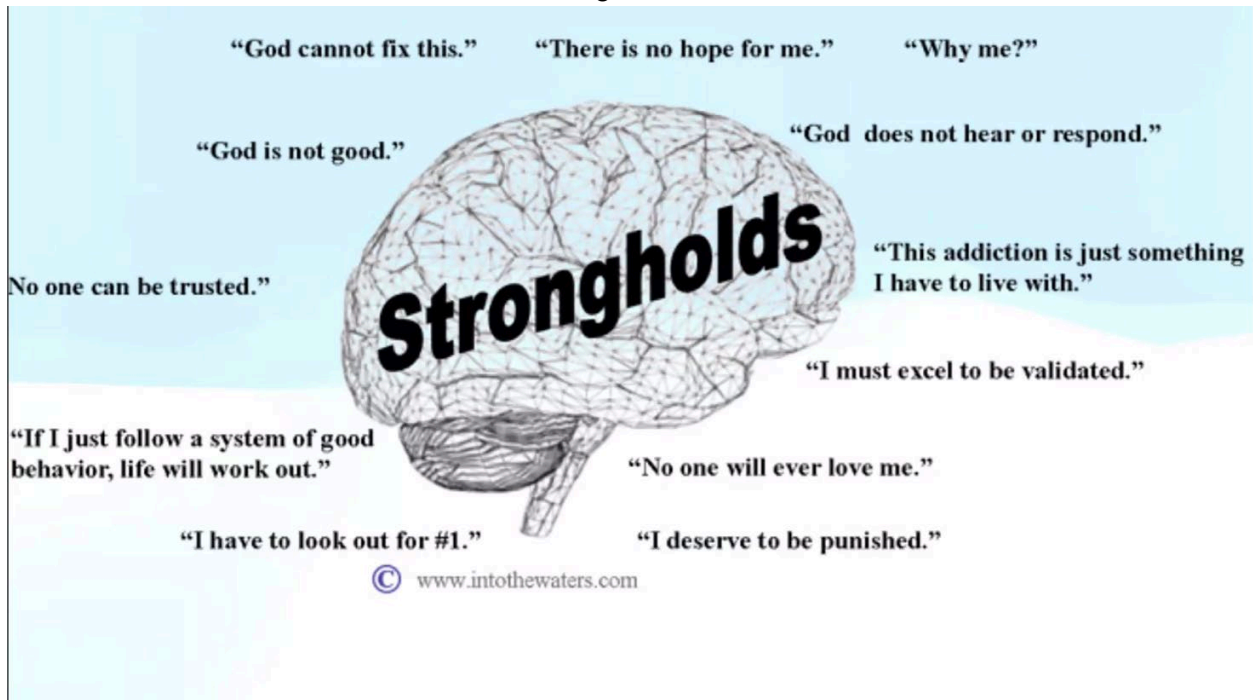 “God cannot fix this.” “There is no hope for me.” “Why me?”
“God does not hear or respond.”
“God is not good.”
Strongholds
“This addiction is just something
I have to live with.”
No one can be trusted.”
“I must excel to be validated.”
“If I just follow a system of good
behavior, life will work out.”
“No one will ever love me.”
“I have to look out for #1.” “I deserve to be punished.”
© www.intothewaters.com